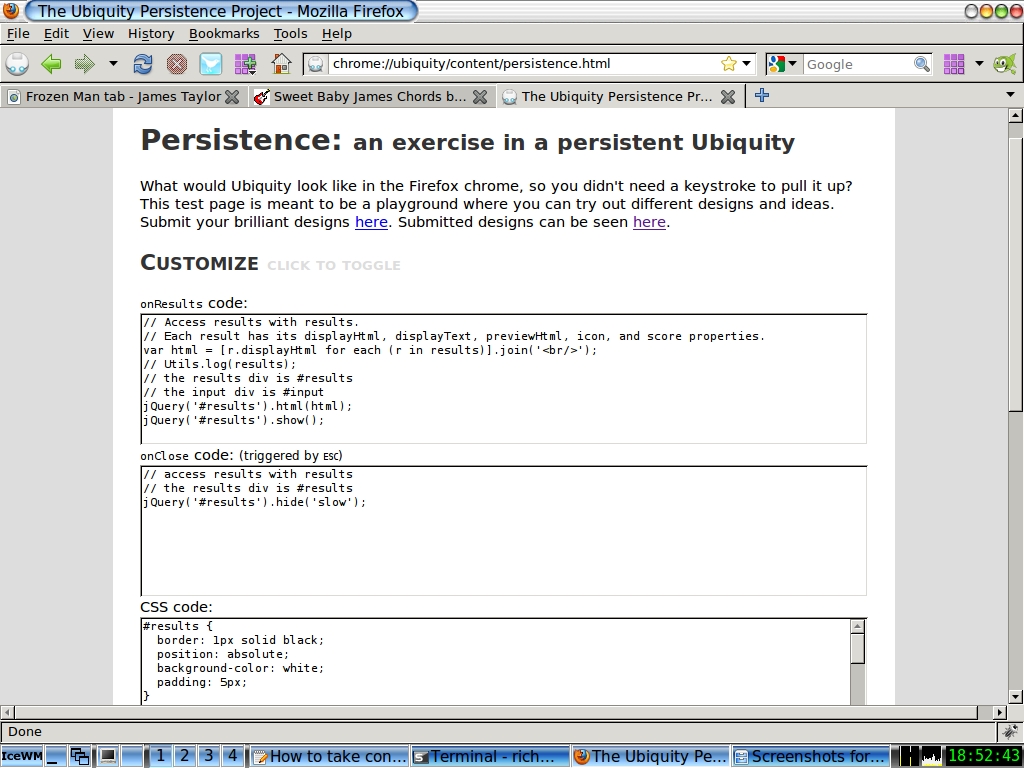 The Ubiquity Persistence Project - Mozilla Firefox
File Edit View History Bookmarks Tools Help
chrome://ubiquity/content/persistence.html
Google
Frozen Man tab - James Taylor
Sweet Baby James Chords b...
The Ubiquity Persistence Pr...
Persistence: an exercise in a persistent Ubiquity
What would Ubiquity look like in the Firefox chrome, so you didn't need a keystroke to pull it up?
This test page is meant to be a playground where you can try out different designs and ideas.
Submit your brilliant designs here. Submitted designs can be seen here.
CUSTOMIZE CLICK TO TOGGLE
onResults code:
// Access results with results.
// Each result has its displayHtml, displayText, previewHtml, icon, and score properties.
var html = [r.displayHtml for each (r in results)].join('<br/>');
// Utils.log(results);
// the results div is #results
// the input div is #input
jQuery('#results').html(html);
jQuery('#results').show();
onClose code: (triggered by ESC)
// access results with results
// the results div is #results
jQuery('#results').hide('slow');
CSS code:
#results {
  border: 1px solid black;
  position: absolute;
  background-color: white;
  padding: 5px;
}
Done
IceWM
1 2 3 4
How to take con...
Terminal - rich...
The Ubiquity Pe...
Screenshots for...
18:52:43